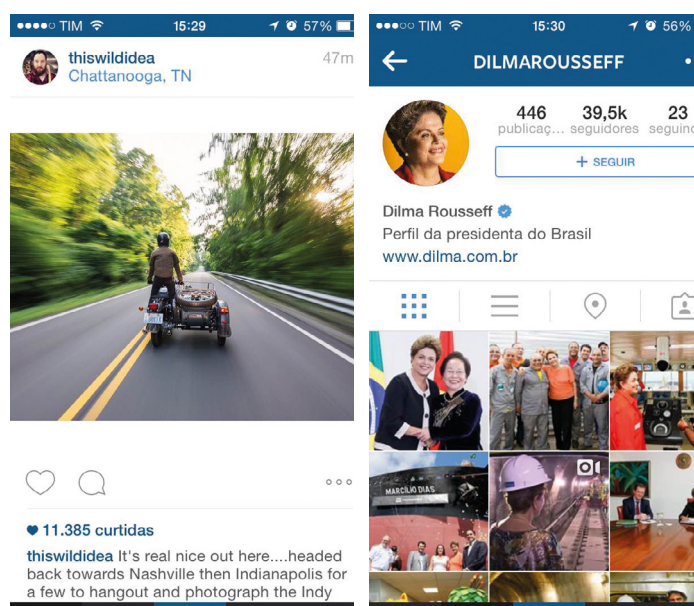 TIM 15:29 57%
thiswildidea 47m
Chattanooga, TN
11.385 curtidas
thiswildidea It's real nice out here....headed
back towards Nashville then Indianapolis for
a few to hangout and photograph the Indy
TIM 15:30 56%
DILMAROUSSEFF
446 39,5k 23
publicaç... seguidores seguind
+ SEGUIR
Dilma Rousseff
Perfil da presidenta do Brasil
www.dilma.com.br
MARCÍLIO DIAS